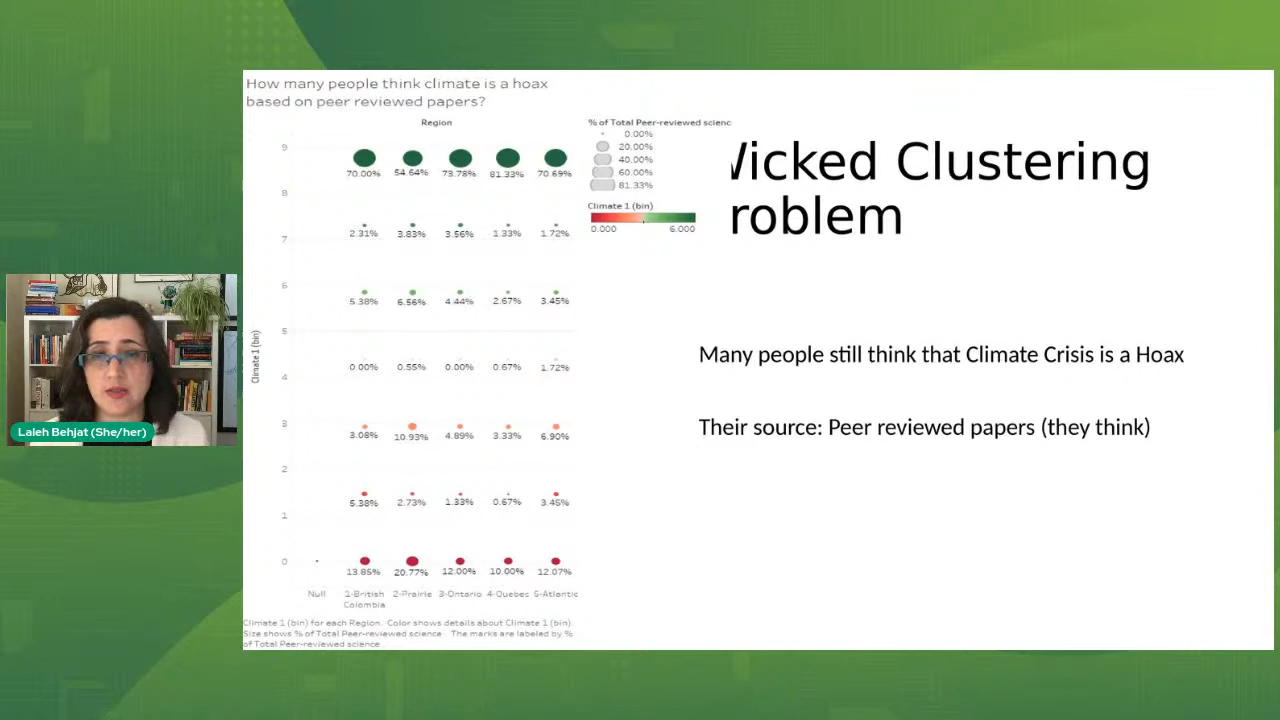 How many people think climate is a hoax
based on peer reviewed papers?
Region
% of Total Peer-reviewed scienc
0.00%
20.00%
40.00%
60.00%
81.33%
Climate 1 (bin)
0.000 6.000
icked Clustering
roblem
Many people still think that Climate Crisis is a Hoax
Their source: Peer reviewed papers (they think)
Climate 1 (bin)
9
70.00% 54.64% 73.78% 81.33% 70.69%
8
2.31% 3.83% 3.56% 1.33% 1.72%
7
6
5.38% 6.56% 4.44% 2.67% 3.45%
5
0.00% 0.55% 0.00% 0.67% 1.72%
4
3
3.08% 10.93% 4.89% 3.33% 6.90%
2
5.38% 2.73% 1.33% 0.67% 3.45%
1
0
13.85% 20.77% 12.00% 10.00% 12.07%
Null 1-British 2-Prairie 3-Ontario 4-Quebec 5-Atlantic
Colombia
Climate 1 (bin) for each Region. Color shows details about Climate 1 (bin).
Size shows % of Total Peer-reviewed science. The marks are labeled by %
of Total Peer-reviewed science
Laleh Behjat (She/her)